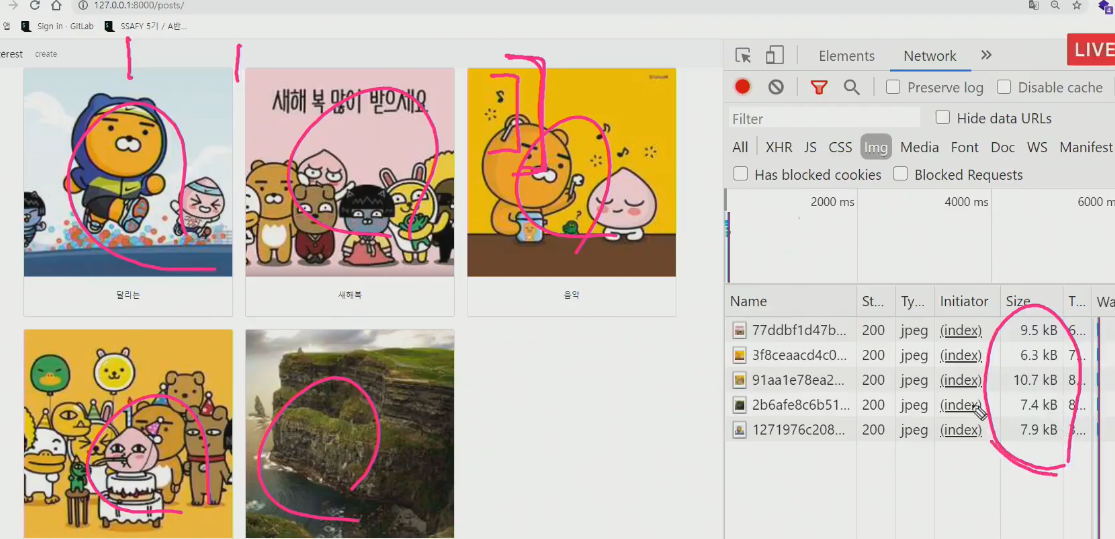 127.0.0.1:8000/posts/
앱 Sign in · GitLab SSAFY 5기 / A반...
erest create
LIVE
Elements Network
Preserve log Disable cache
Filter Hide data URLs
All XHR JS CSS Img Media Font Doc WS Manifest
Has blocked cookies Blocked Requests
2000 ms 4000 ms 6000 m
새해 복 많이 받으세요
달리는 새해복 음악
Name St... Ty... Initiator Size T... Wa
77ddbf1d47b... 200 jpeg (index) 9.5 kB 6...
3f8ceaacd4c0... 200 jpeg (index) 6.3 kB 7...
91aa1e78ea2... 200 jpeg (index) 10.7 kB 8...
2b6afe8c6b51... 200 jpeg (index) 7.4 kB 8...
1271976c208... 200 jpeg (index) 7.9 kB